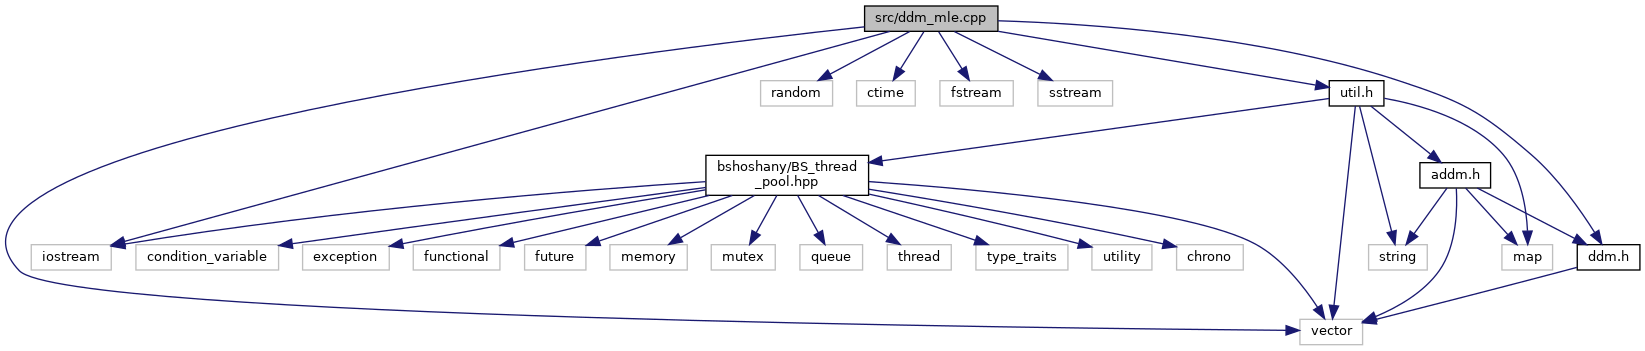 src/ddm_mle.cpp
random
ctime
fstream
sstream
util.h
bshoshany/BS_thread
_pool.hpp
addm.h
iostream
condition_variable
exception
functional
future
memory
mutex
queue
thread
type_traits
utility
chrono
string
map
ddm.h
vector